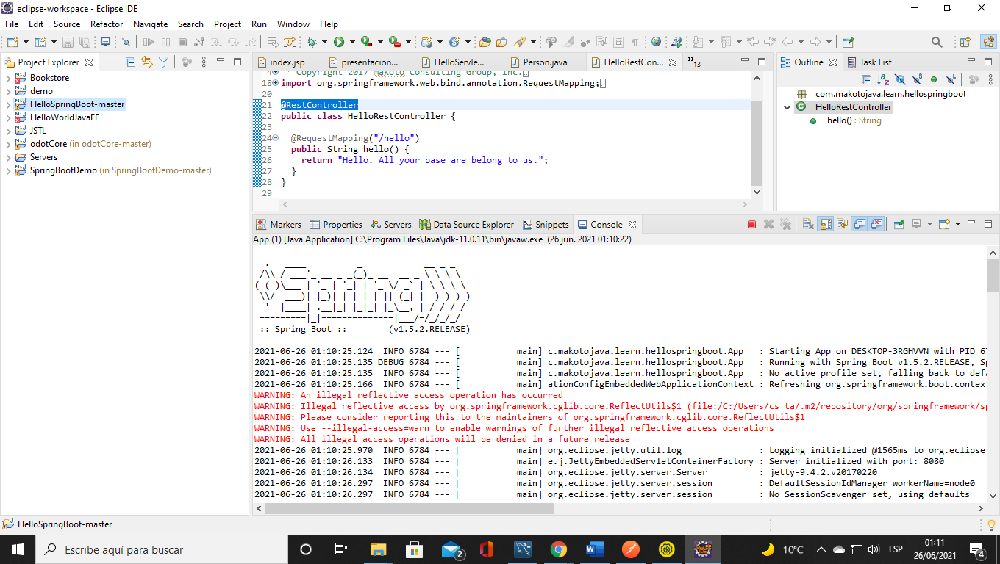 eclipse-workspace - Eclipse IDE
File Edit Source Refactor Navigate Search Project Run Window Help
Project Explorer
Bookstore
demo
HelloSpringBoot-master
HelloWorldJavaEE
JSTL
odotCore (in odotCore-master)
Servers
SpringBootDemo (in SpringBootDemo-master)
index.jsp presentacion... HelloServle... Person.java HelloRestCon... »13
4 * Copyright 2017 Makoto Consulting Group, Inc.
18 import org.springframework.web.bind.annotation.RequestMapping;
20
21 @RestController
22 public class HelloRestController {
23
24 @RequestMapping("/hello")
25 public String hello() {
26 return "Hello. All your base are belong to us.";
27 }
28 }
29
Outline Task List
com.makotojava.learn.hellospringboot
HelloRestController
hello() : String
Markers Properties Servers Data Source Explorer Snippets Console
App (1) [Java Application] C:\Program Files\Java\jdk-11.0.11\bin\javaw.exe (26 jun. 2021 01:10:22)
Spring
:: Spring Boot :: (v1.5.2.RELEASE)
2021-06-26 01:10:25.124 INFO 6784 --- [ main] c.makotojava.learn.hellospringboot.App : Starting App on DESKTOP-3RGHVVN with PID 67
2021-06-26 01:10:25.135 DEBUG 6784 --- [ main] c.makotojava.learn.hellospringboot.App : Running with Spring Boot v1.5.2.RELEASE, Sp
2021-06-26 01:10:25.135 INFO 6784 --- [ main] c.makotojava.learn.hellospringboot.App : No active profile set, falling back to defa
2021-06-26 01:10:25.166 INFO 6784 --- [ main] ationConfigEmbeddedWebApplicationContext : Refreshing org.springframework.boot.context
WARNING: An illegal reflective access operation has occurred
WARNING: Illegal reflective access by org.springframework.cglib.core.ReflectUtils$1 (file:/C:/Users/cs_ta/.m2/repository/org/springframework/sp
WARNING: Please consider reporting this to the maintainers of org.springframework.cglib.core.ReflectUtils$1
WARNING: Use --illegal-access=warn to enable warnings of further illegal reflective access operations
WARNING: All illegal access operations will be denied in a future release
2021-06-26 01:10:25.970 INFO 6784 --- [ main] org.eclipse.jetty.util.log : Logging initialized @1565ms to org.eclipse
2021-06-26 01:10:26.133 INFO 6784 --- [ main] e.j.JettyEmbeddedServletContainerFactory : Server initialized with port: 8080
2021-06-26 01:10:26.134 INFO 6784 --- [ main] org.eclipse.jetty.server.Server : jetty-9.4.2.v20170220
2021-06-26 01:10:26.297 INFO 6784 --- [ main] org.eclipse.jetty.server.session : DefaultSessionIdManager workerName=node0
2021-06-26 01:10:26.297 INFO 6784 --- [ main] org.eclipse.jetty.server.session : No SessionScavenger set, using defaults
HelloSpringBoot-master
Escribe aquí para buscar
2
10°C
ESP
01:11
26/06/2021
4